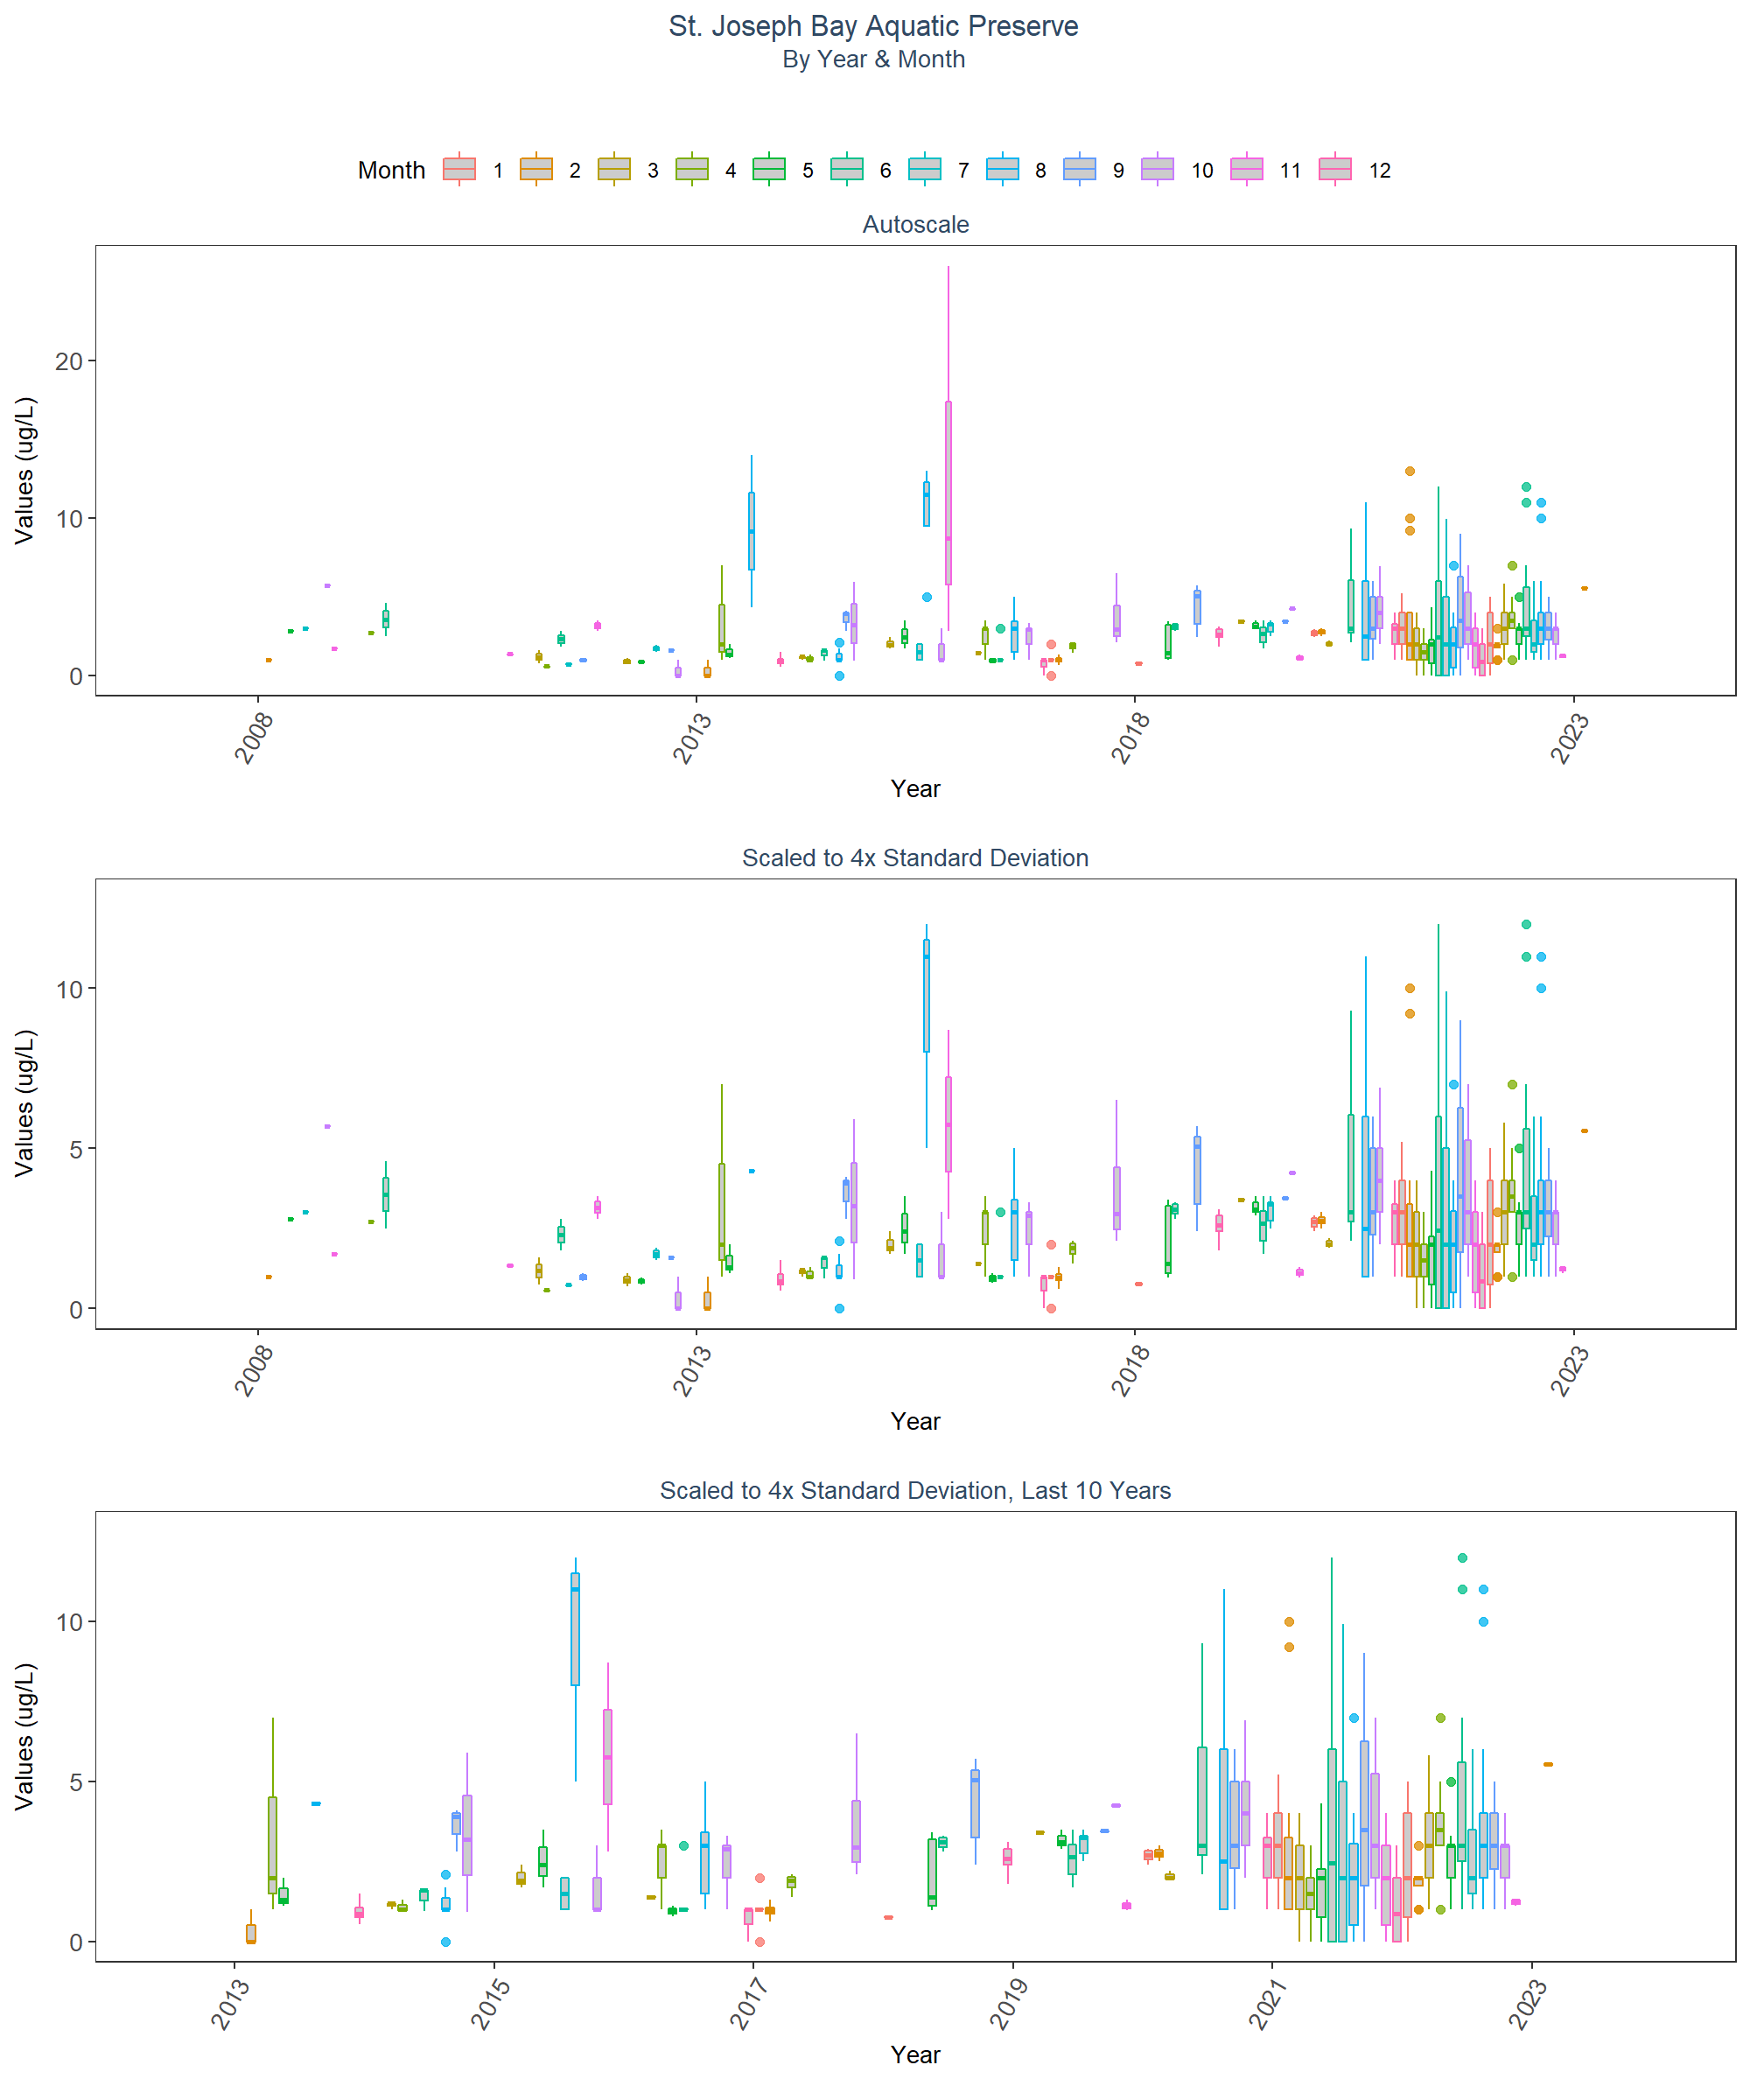 St. Joseph Bay Aquatic Preserve
By Year & Month
Month 1 2 3 4 5 6 7 8 9 10 11 12
Autoscale
Values (ug/L)
20
10
0
2008 2013 2018 2023
Year
Scaled to 4x Standard Deviation
Values (ug/L)
10
5
0
2008 2013 2018 2023
Year
Scaled to 4x Standard Deviation, Last 10 Years
Values (ug/L)
10
5
0
2013 2015 2017 2019 2021 2023
Year